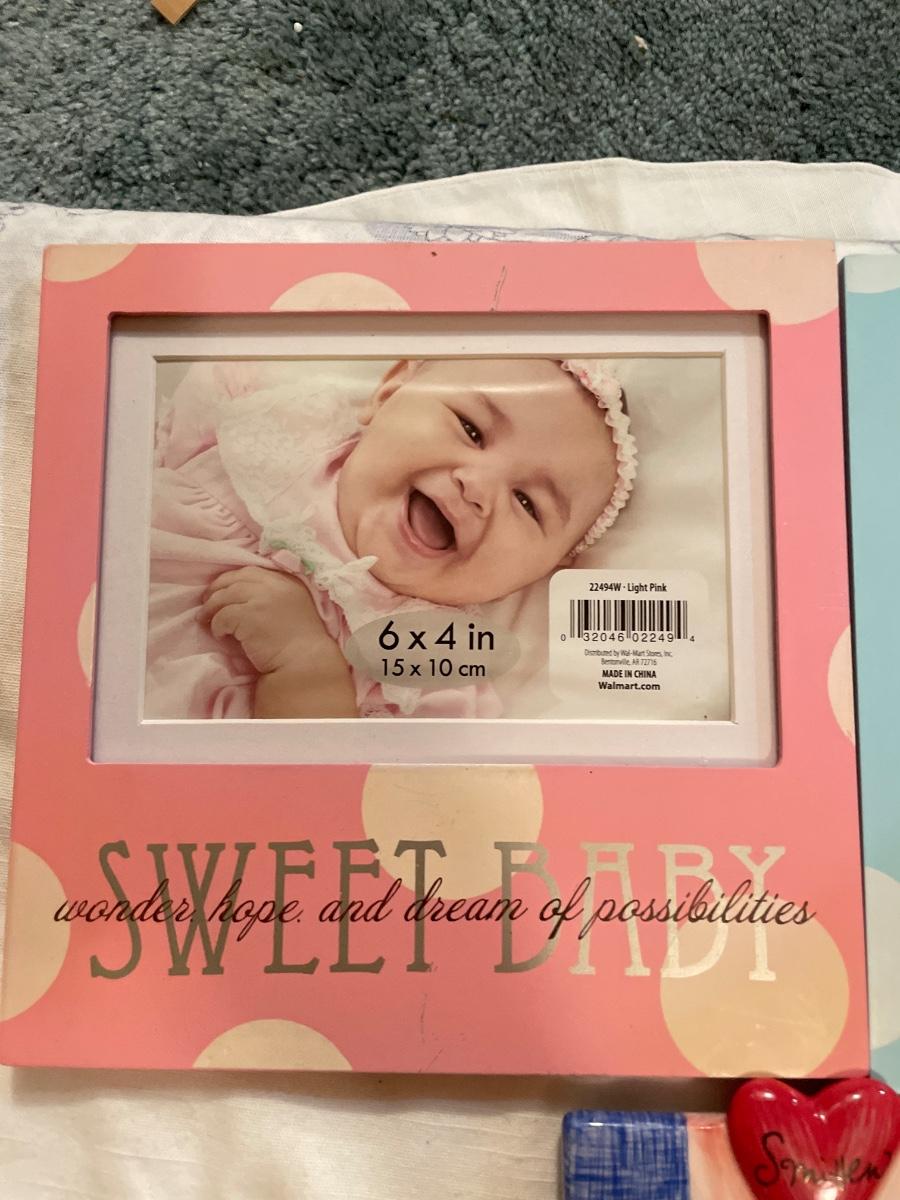 22494W · Light Pink
0 32046 02249 4
Distributed by Wal-Mart Stores, Inc.
Bentonville, AR 72716
MADE IN CHINA
Walmart.com
6 x 4 in
15 x 10 cm
SWEET BABY
wonder, hope, and dream of possibilities
Smitten